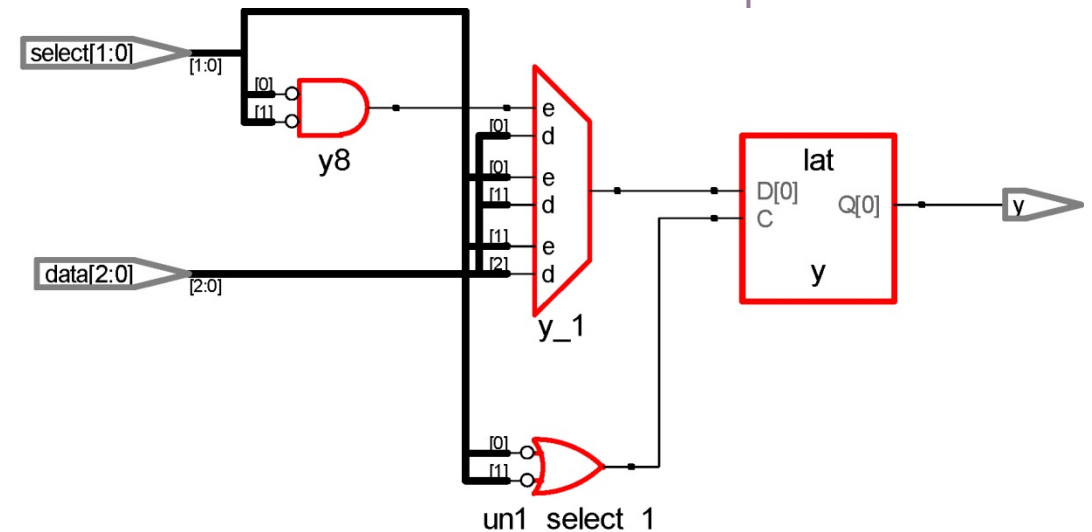 select[1:0]
[1:0]
[0]
[1]
y8
data[2:0]
[2:0]
e
[0]
d
[0]
e
[1]
d
[1]
e
[2]
d
y_1
lat
D[0]
C
Q[0]
y
y
[0]
[1]
un1_select_1